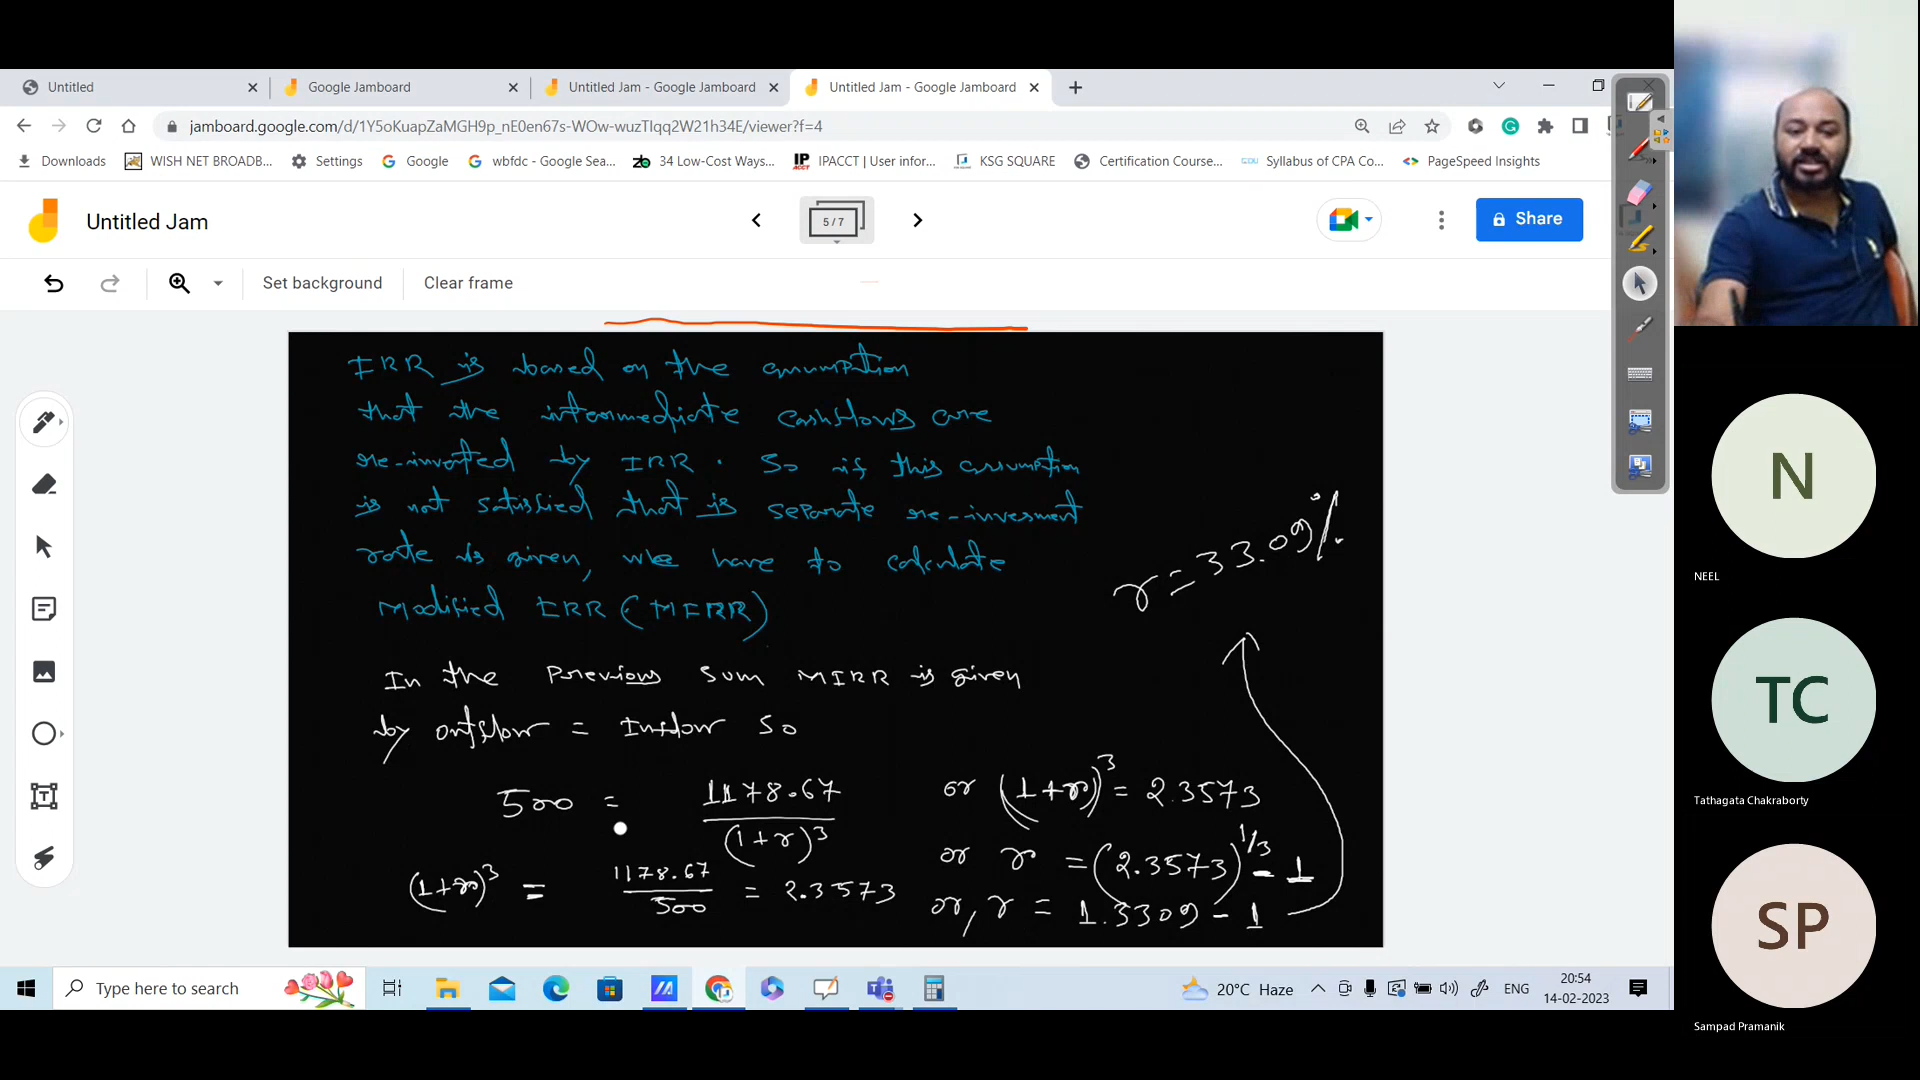 Untitled
Google Jamboard
Untitled Jam - Google Jamboard
Untitled Jam - Google Jamboard
jamboard.google.com/d/1Y5oKuapZaMGH9p_nE0en67s-WOw-wuzTIqq2W21h34E/viewer?f=4
Downloads WISH NET BROADB... Settings Google wbfdc - Google Sea... 34 Low-Cost Ways... IPACCT | User infor... KSG SQUARE Certification Course... Syllabus of CPA Co... PageSpeed Insights
Untitled Jam
5 / 7
Share
Set background
Clear frame
IRR is based on the assumption
that the intermediate cashflows are
re-invested by IRR. So if this assumption
is not satisfied that is separate re-invesment
rate is given, we have to calculate
Modified IRR (MIRR)
r = 33.09%
In the Previous Sum MIRR is given
by outflow = Inflow So
500 = 1178.67 / (1+r)^3
(1+r)^3 = 1178.67 / 500 = 2.3573
or (1+r)^3 = 2.3573
or r = (2.3573)^1/3 - 1
or, r = 1.3309 - 1
N
NEEL
TC
Tathagata Chakraborty
SP
Sampad Pramanik
Type here to search
20°C Haze
ENG
20:54
14-02-2023